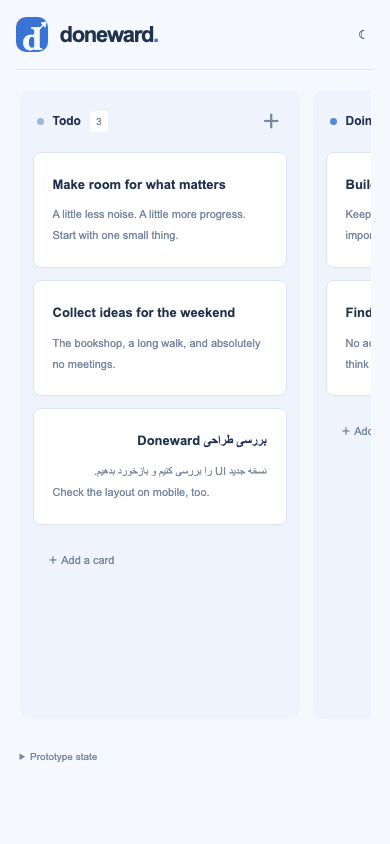 doneward.
Todo 3
Make room for what matters
A little less noise. A little more progress.
Start with one small thing.
Collect ideas for the weekend
The bookshop, a long walk, and absolutely
no meetings.
بررسی طراحی Doneward
نسخه جدید UI را بررسی کنیم و بازخورد بدهیم.
Check the layout on mobile, too.
+ Add a card
Doin
Buil
Keep
impor
Find
No ac
think
+ Add
Prototype state